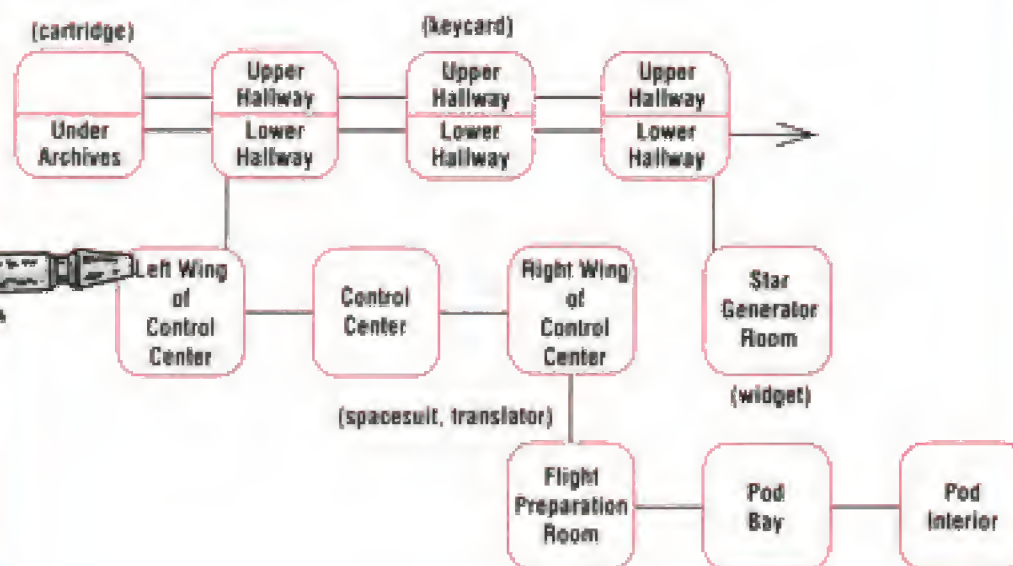 (cartridge)
(keycard)
Upper
Hallway
Upper
Hallway
Upper
Hallway
Under
Archives
Lower
Hallway
Lower
Hallway
Lower
Hallway
Left Wing
of
Control
Center
Control
Center
Right Wing
of
Control
Center
Star
Generator
Room
(widget)
(spacesuit, translator)
Flight
Preparation
Room
Pod
Bay
Pod
Interior